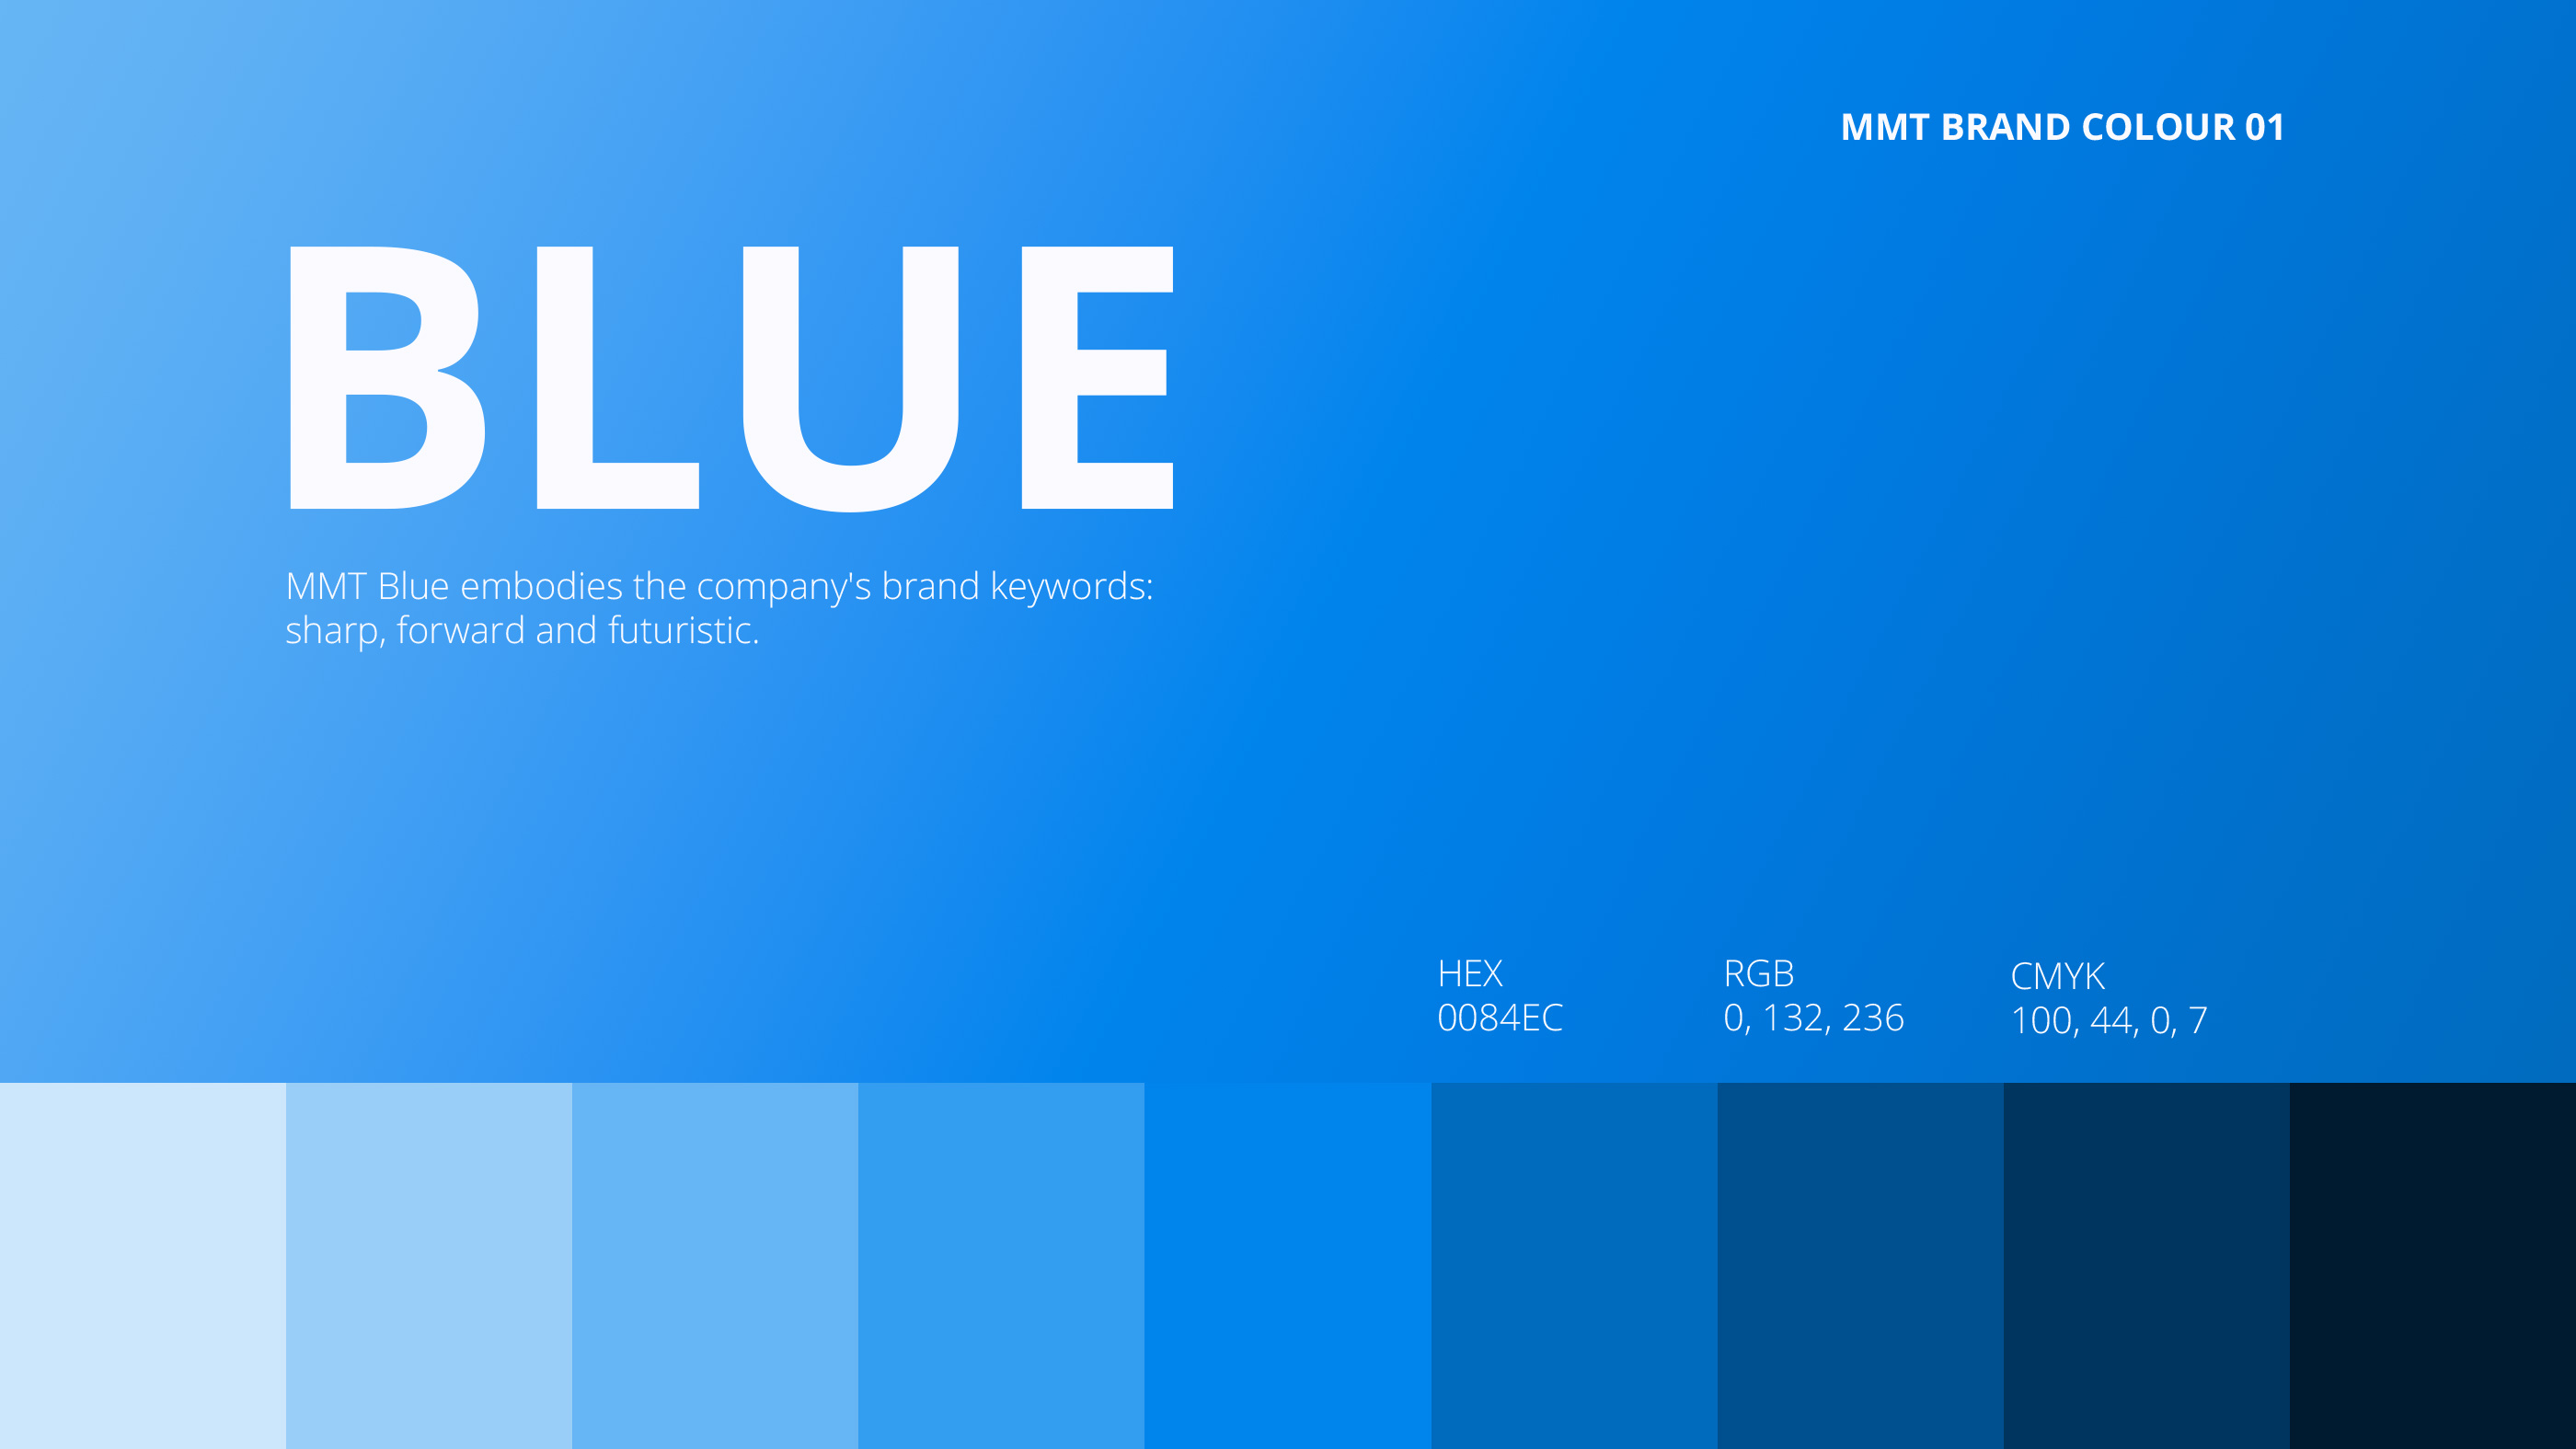 MMT BRAND COLOUR 01
BLUE
MMT Blue embodies the company's brand keywords:
sharp, forward and futuristic.
HEX
0084EC
RGB
0, 132, 236
CMYK
100, 44, 0, 7